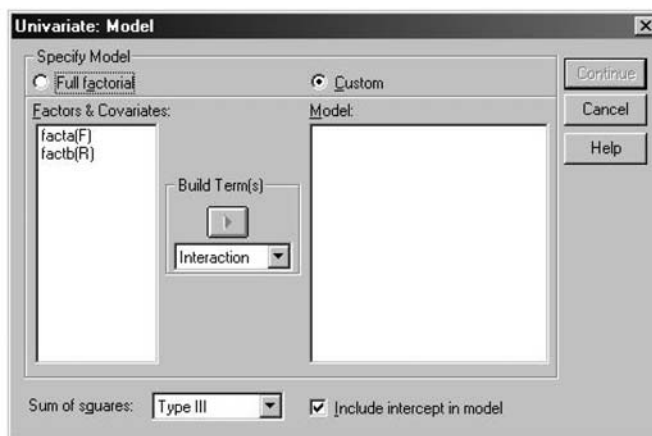 Univariate: Model
Specify Model
Full factorial
Custom
Continue
Cancel
Help
Factors & Covariates:
Model:
facta(F)
factb(R)
Build Term(s)
Interaction
Sum of squares:
Type III
Include intercept in model